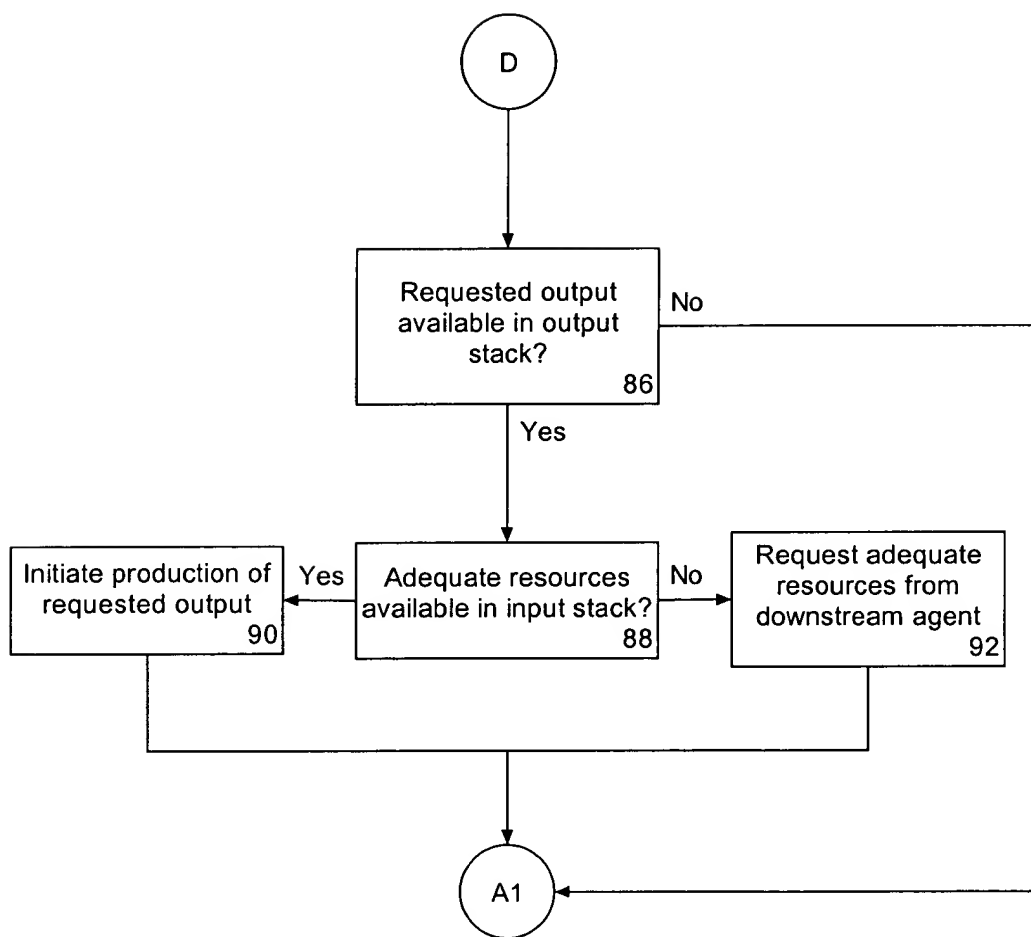 D
Requested output
available in output
stack?
86
No
Yes
Initiate production of
requested output
90
Yes
Adequate resources
available in input stack?
88
No
Request adequate
resources from
downstream agent
92
A1